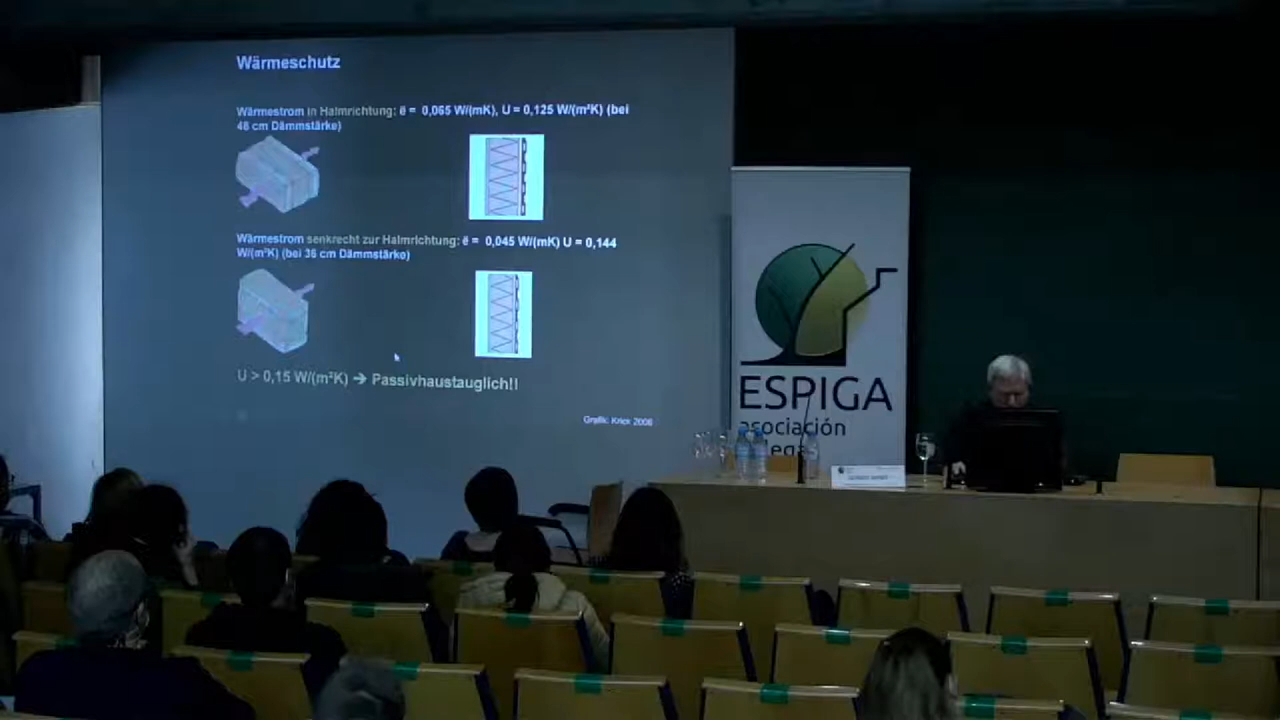 Wärmeschutz
Wärmestrom in Halmrichtung: ë = 0,065 W/(mK), U = 0,125 W/(m²K) (bei
48 cm Dämmstärke)
Wärmestrom senkrecht zur Halmrichtung: ë = 0,045 W/(mK) U = 0,144
W/(m²K) (bei 36 cm Dämmstärke)
U > 0,15 W/(m²K) → Passivhaustauglich!!
Grafik: Krick 2008
ESPIGA
asociación